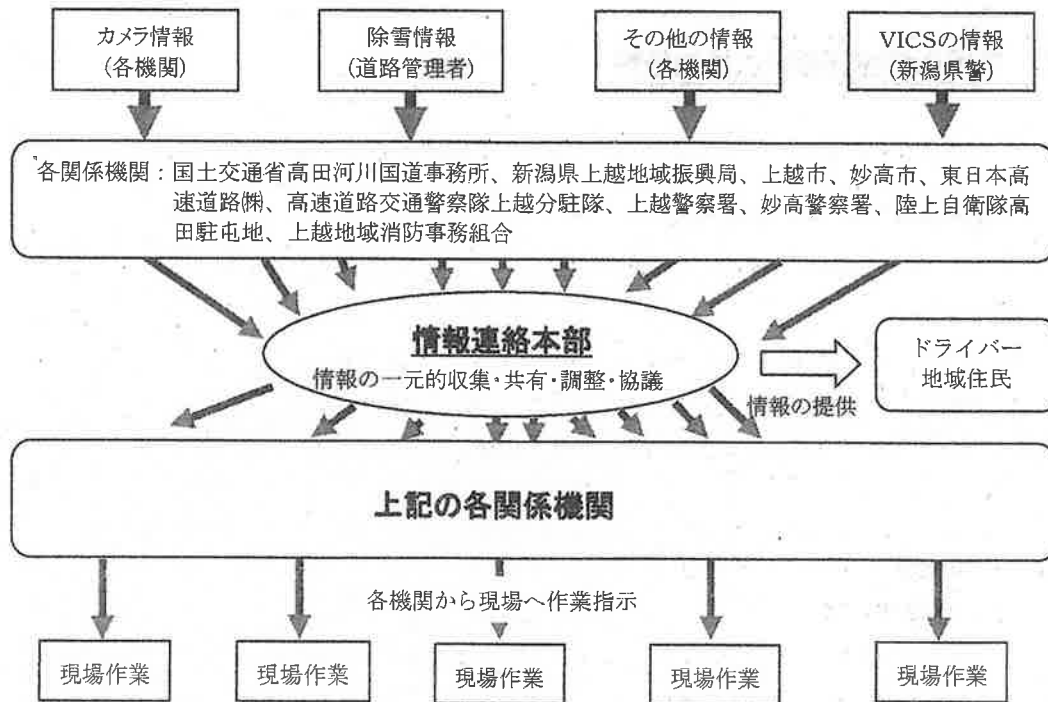 カメラ情報
(各機関)
除雪情報
(道路管理者)
その他の情報
(各機関)
VICSの情報
(新潟県警)
各関係機関：国土交通省高田河川国道事務所、新潟県上越地域振興局、上越市、妙高市、東日本高
速道路㈱、高速道路交通警察隊上越分駐隊、上越警察署、妙高警察署、陸上自衛隊高
田駐屯地、上越地域消防事務組合
情報連絡本部
情報の一元的収集・共有・調整・協議
情報の提供
ドライバー
地域住民
上記の各関係機関
各機関から現場へ作業指示
現場作業
現場作業
現場作業
現場作業
現場作業